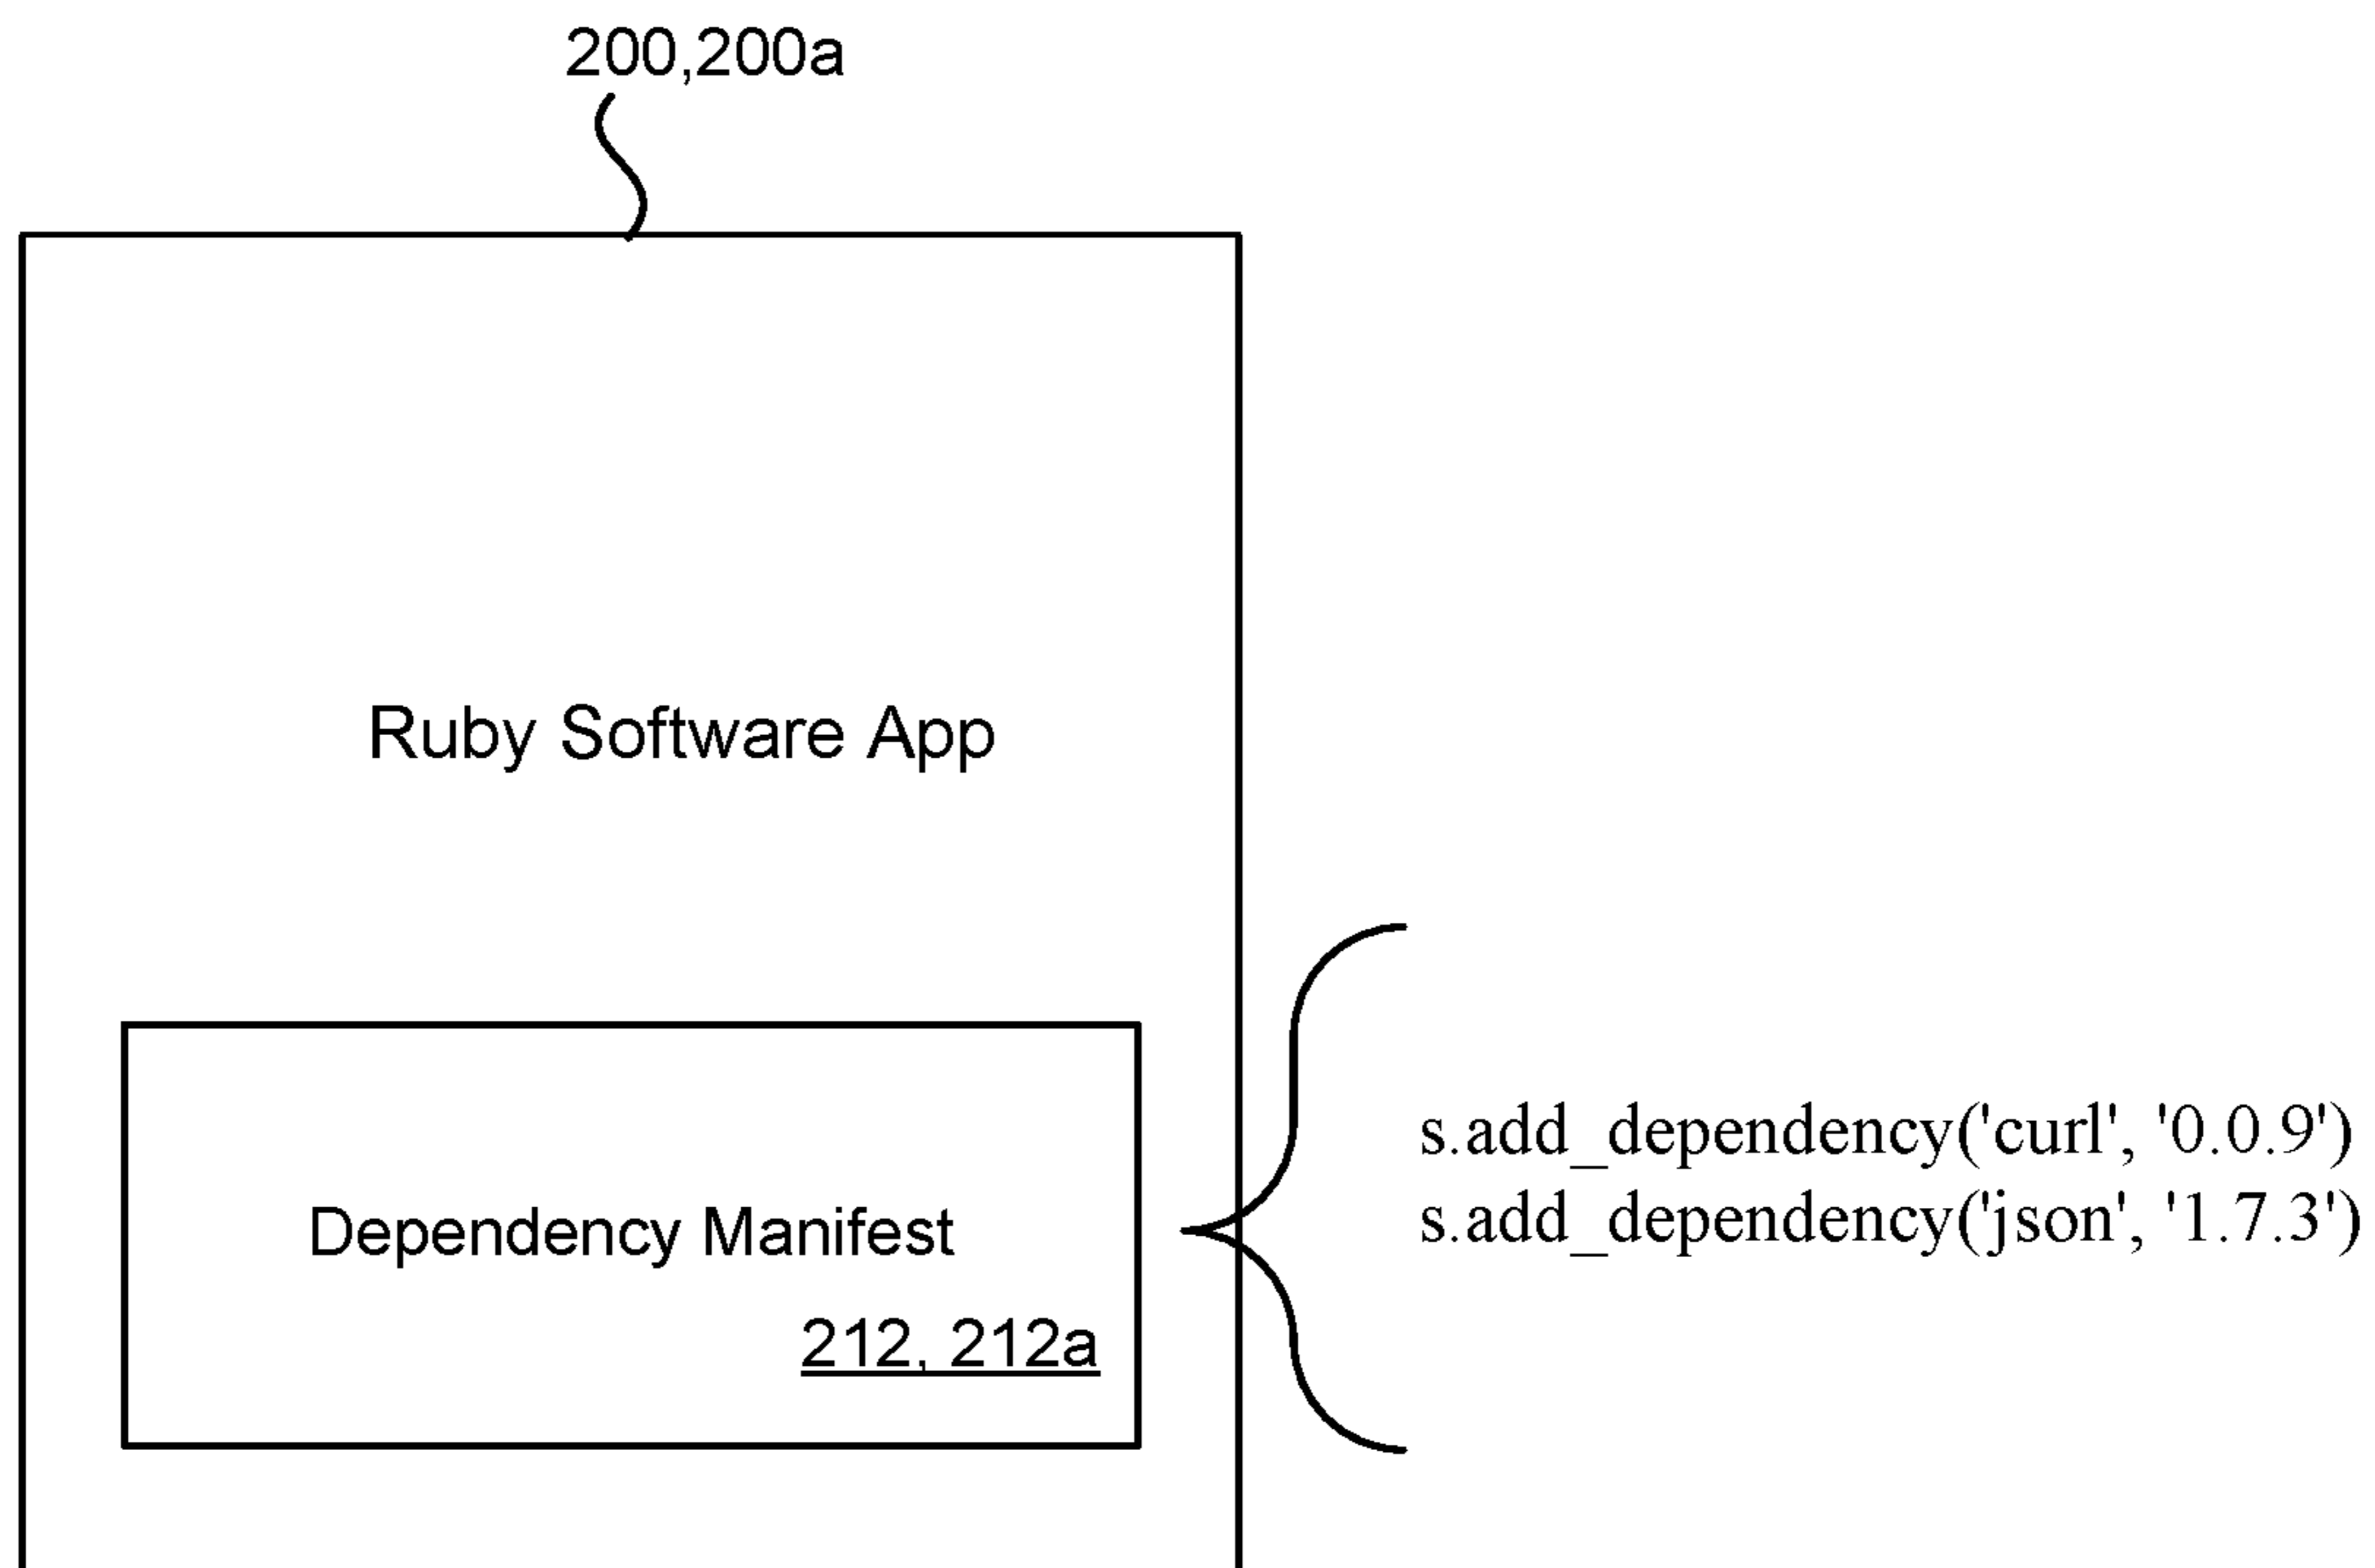 200,200a
Ruby Software App
Dependency Manifest
212, 212a
s.add_dependency('curl', '0.0.9')
s.add_dependency('json', '1.7.3')